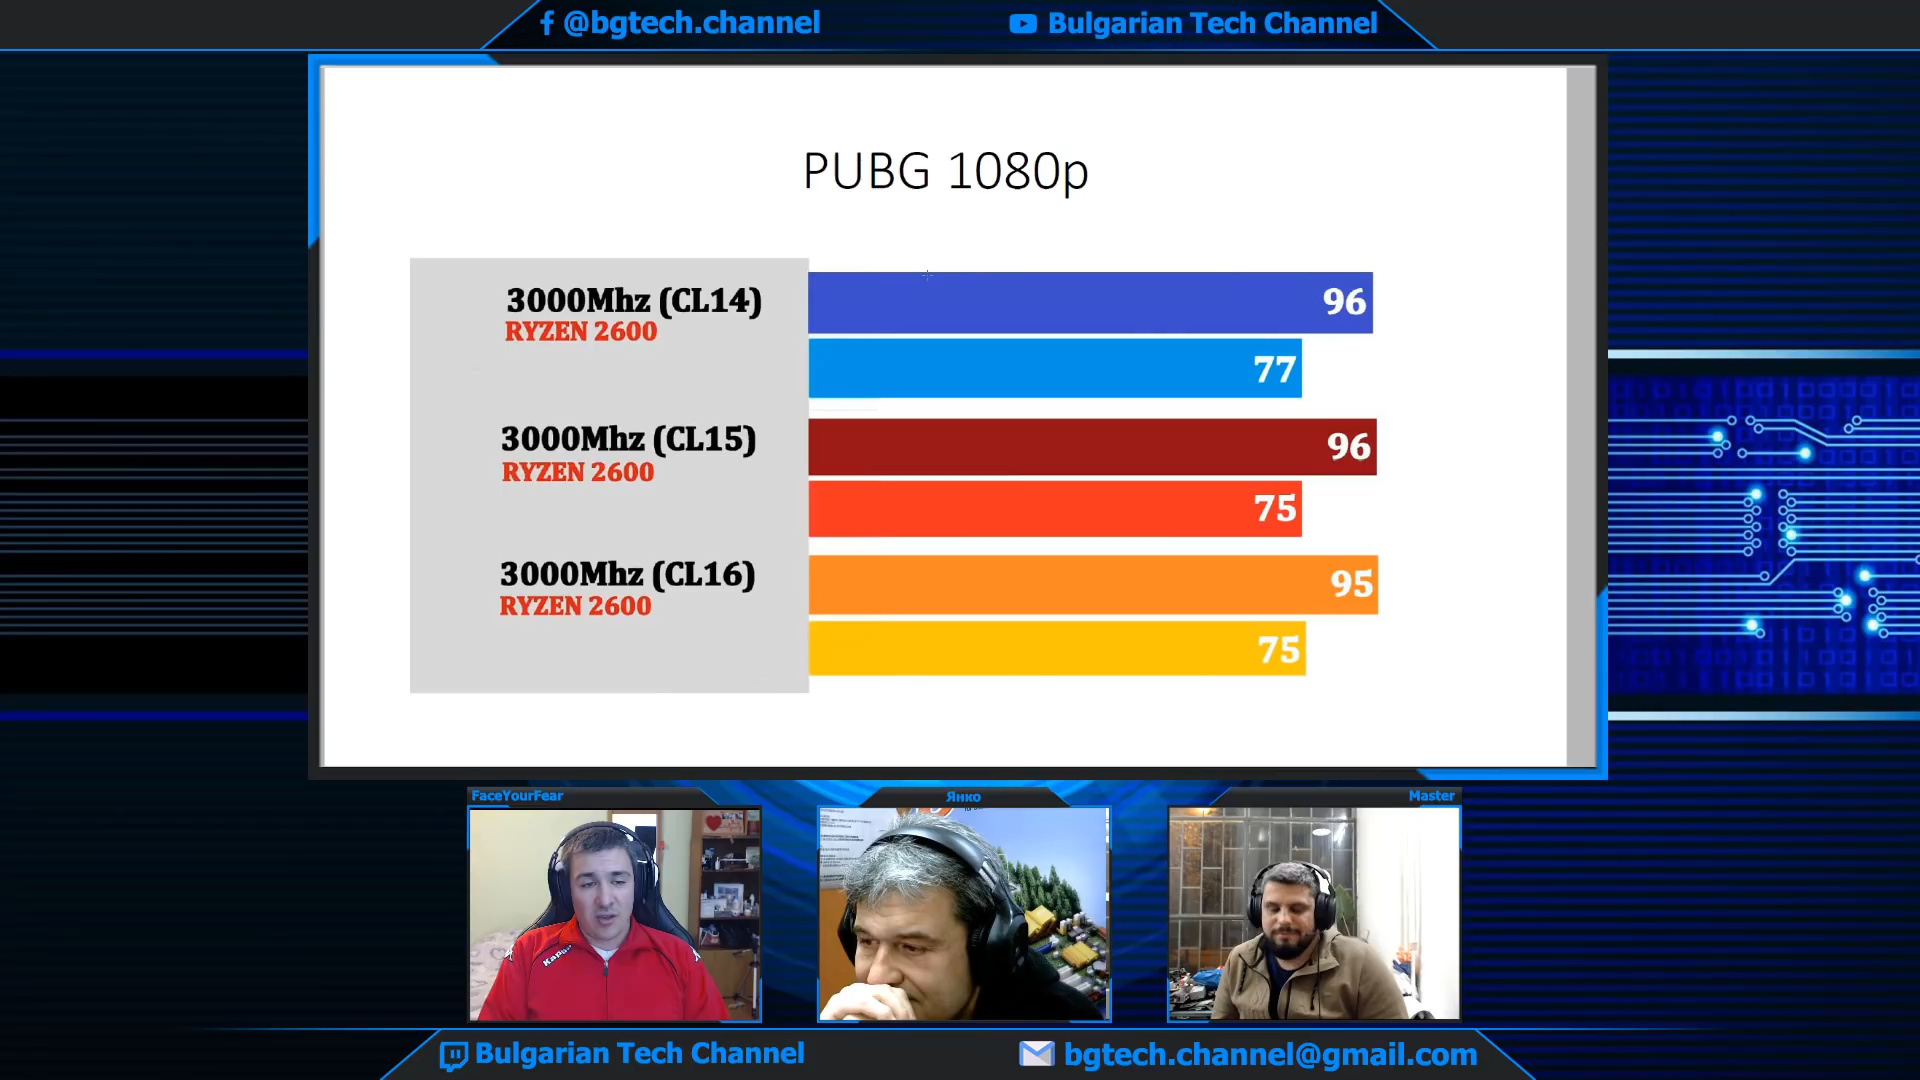 @bgtech.channel
Bulgarian Tech Channel
PUBG 1080p
3000Mhz (CL14)
RYZEN 2600
96
77
3000Mhz (CL15)
RYZEN 2600
96
75
3000Mhz (CL16)
RYZEN 2600
95
75
FaceYourFear
Янко
Master
Kappa
Bulgarian Tech Channel
bgtech.channel@gmail.com